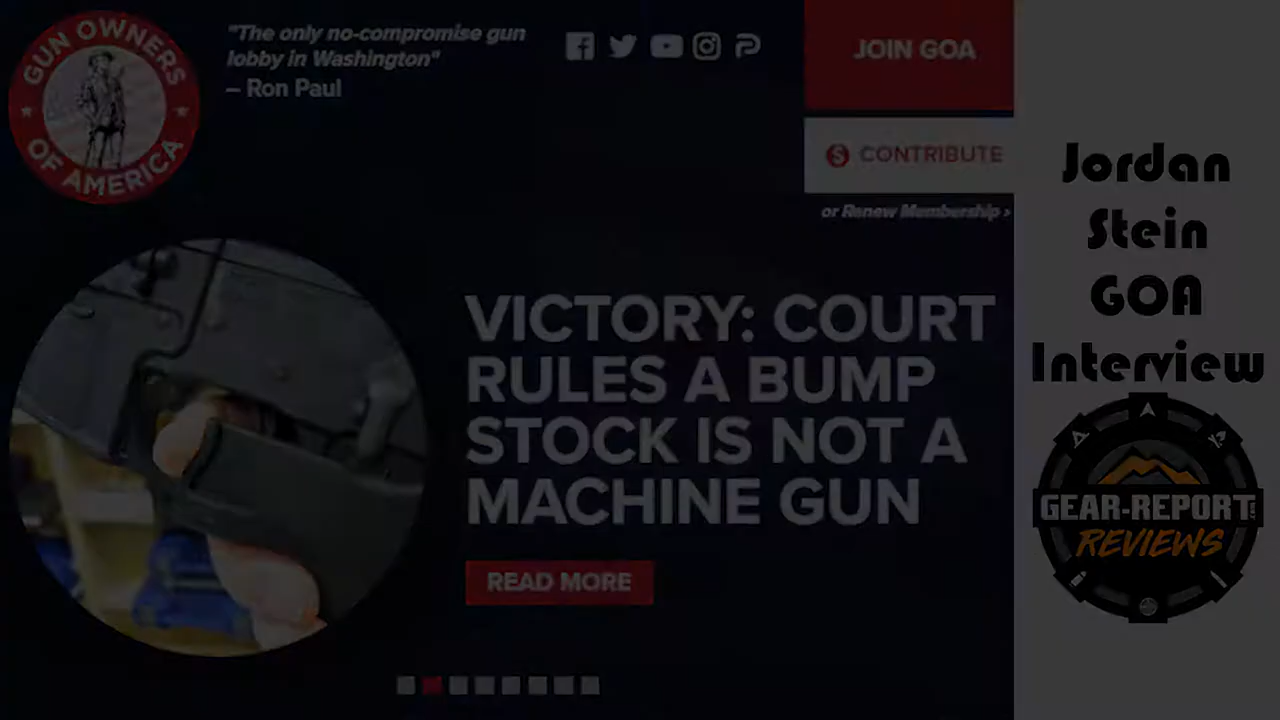 GUN OWNERS
OF AMERICA
"The only no-compromise gun
lobby in Washington"
– Ron Paul
JOIN GOA
$ CONTRIBUTE
or Renew Membership >
VICTORY: COURT
RULES A BUMP
STOCK IS NOT A
MACHINE GUN
READ MORE
Jordan
Stein
GOA
Interview
GEAR-REPORT
REVIEWS